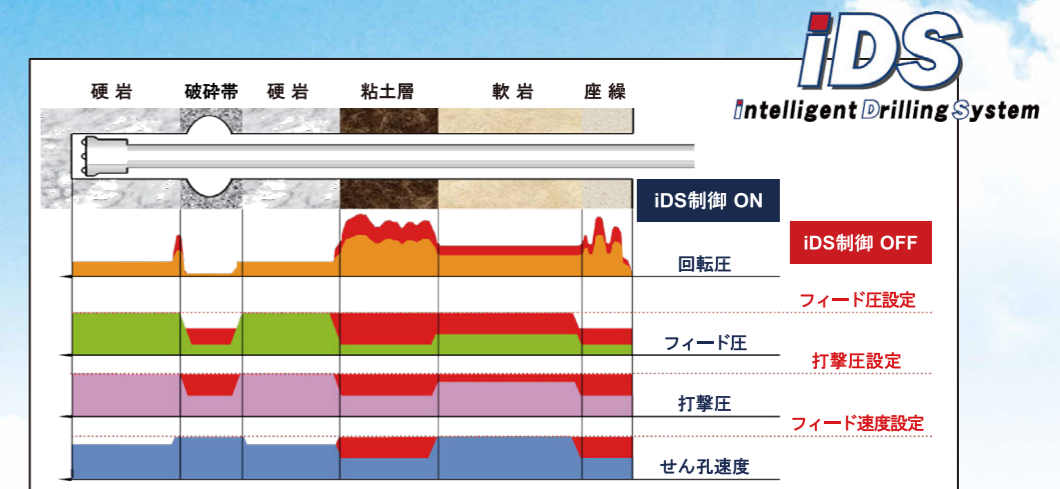 iDS
intelligent Drilling System
硬岩 破砕帯 硬岩 粘土層 軟岩 座繰
iDS制御 ON
iDS制御 OFF
回転圧
フィード圧設定
フィード圧
打撃圧設定
打撃圧
フィード速度設定
せん孔速度